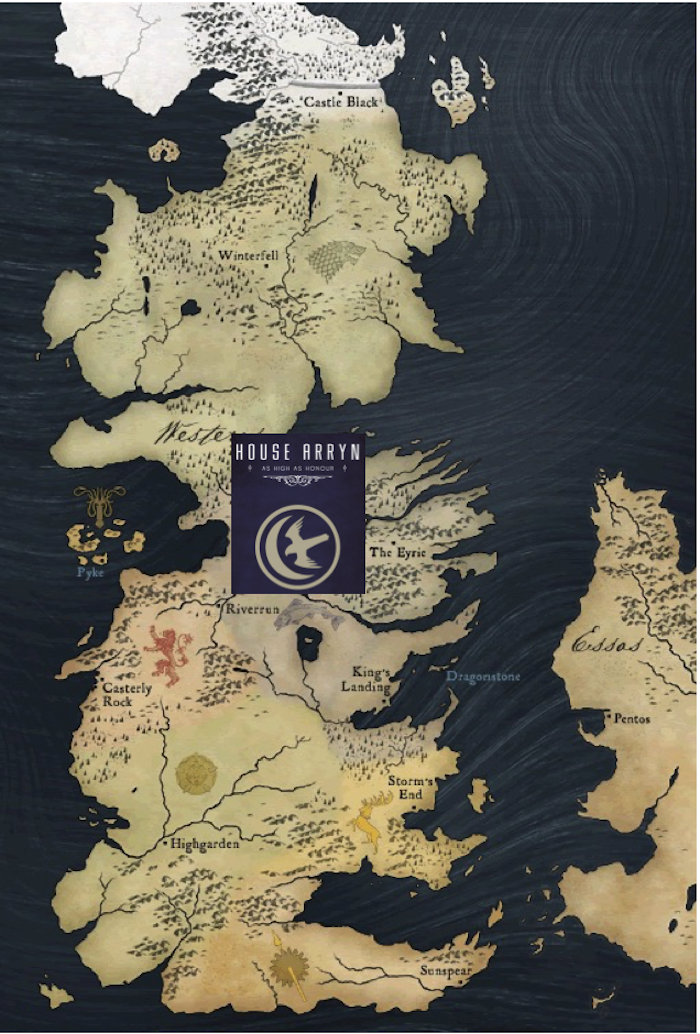 Castle Black
Winterfell
Weste
HOUSE ARRYN
AS HIGH AS HONOUR
The Eyrie
Pyke
Riverrun
Essos
King's
Landing
Dragonstone
Casterly
Rock
Pentos
Storm's
End
Highgarden
Sunspear